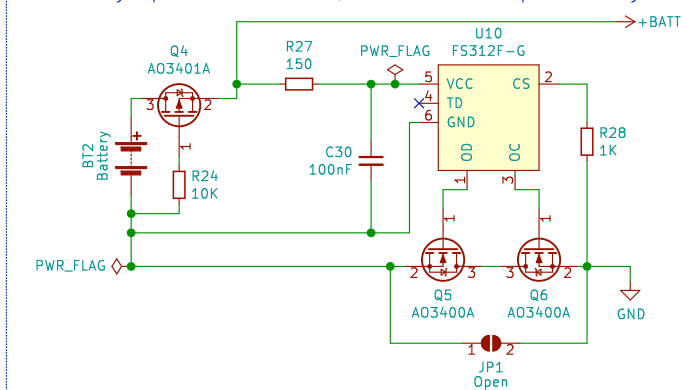 +BATT
U10
FS312F-G
Q4
AO3401A
R27
150
PWR_FLAG
5
VCC
CS
2
4
TD
6
GND
3
2
1
+
BT2
Battery
R24
10K
C30
100nF
R28
1K
OD
OC
1
3
1
1
PWR_FLAG
2
3
3
2
Q5
AO3400A
Q6
AO3400A
GND
1
2
JP1
Open